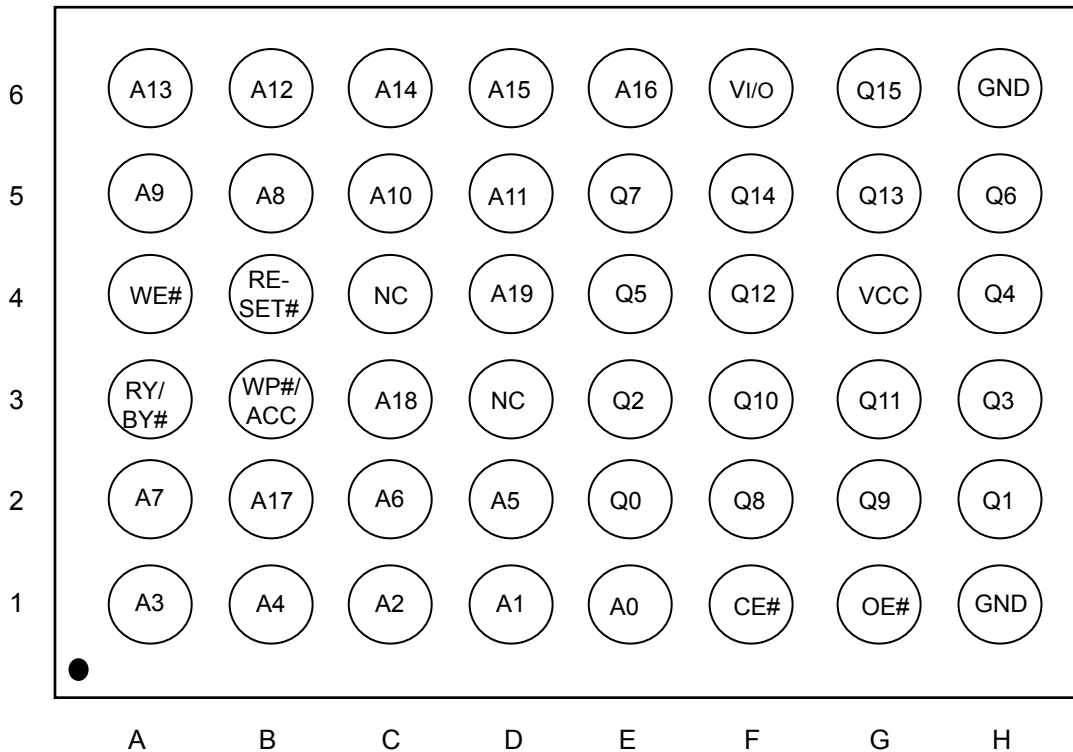 6 A13 A12 A14 A15 A16 VI/O Q15 GND
5 A9 A8 A10 A11 Q7 Q14 Q13 Q6
4 WE# RE-
SET# NC A19 Q5 Q12 VCC Q4
3 RY/
BY# WP#/
ACC A18 NC Q2 Q10 Q11 Q3
2 A7 A17 A6 A5 Q0 Q8 Q9 Q1
1 A3 A4 A2 A1 A0 CE# OE# GND
A B C D E F G H